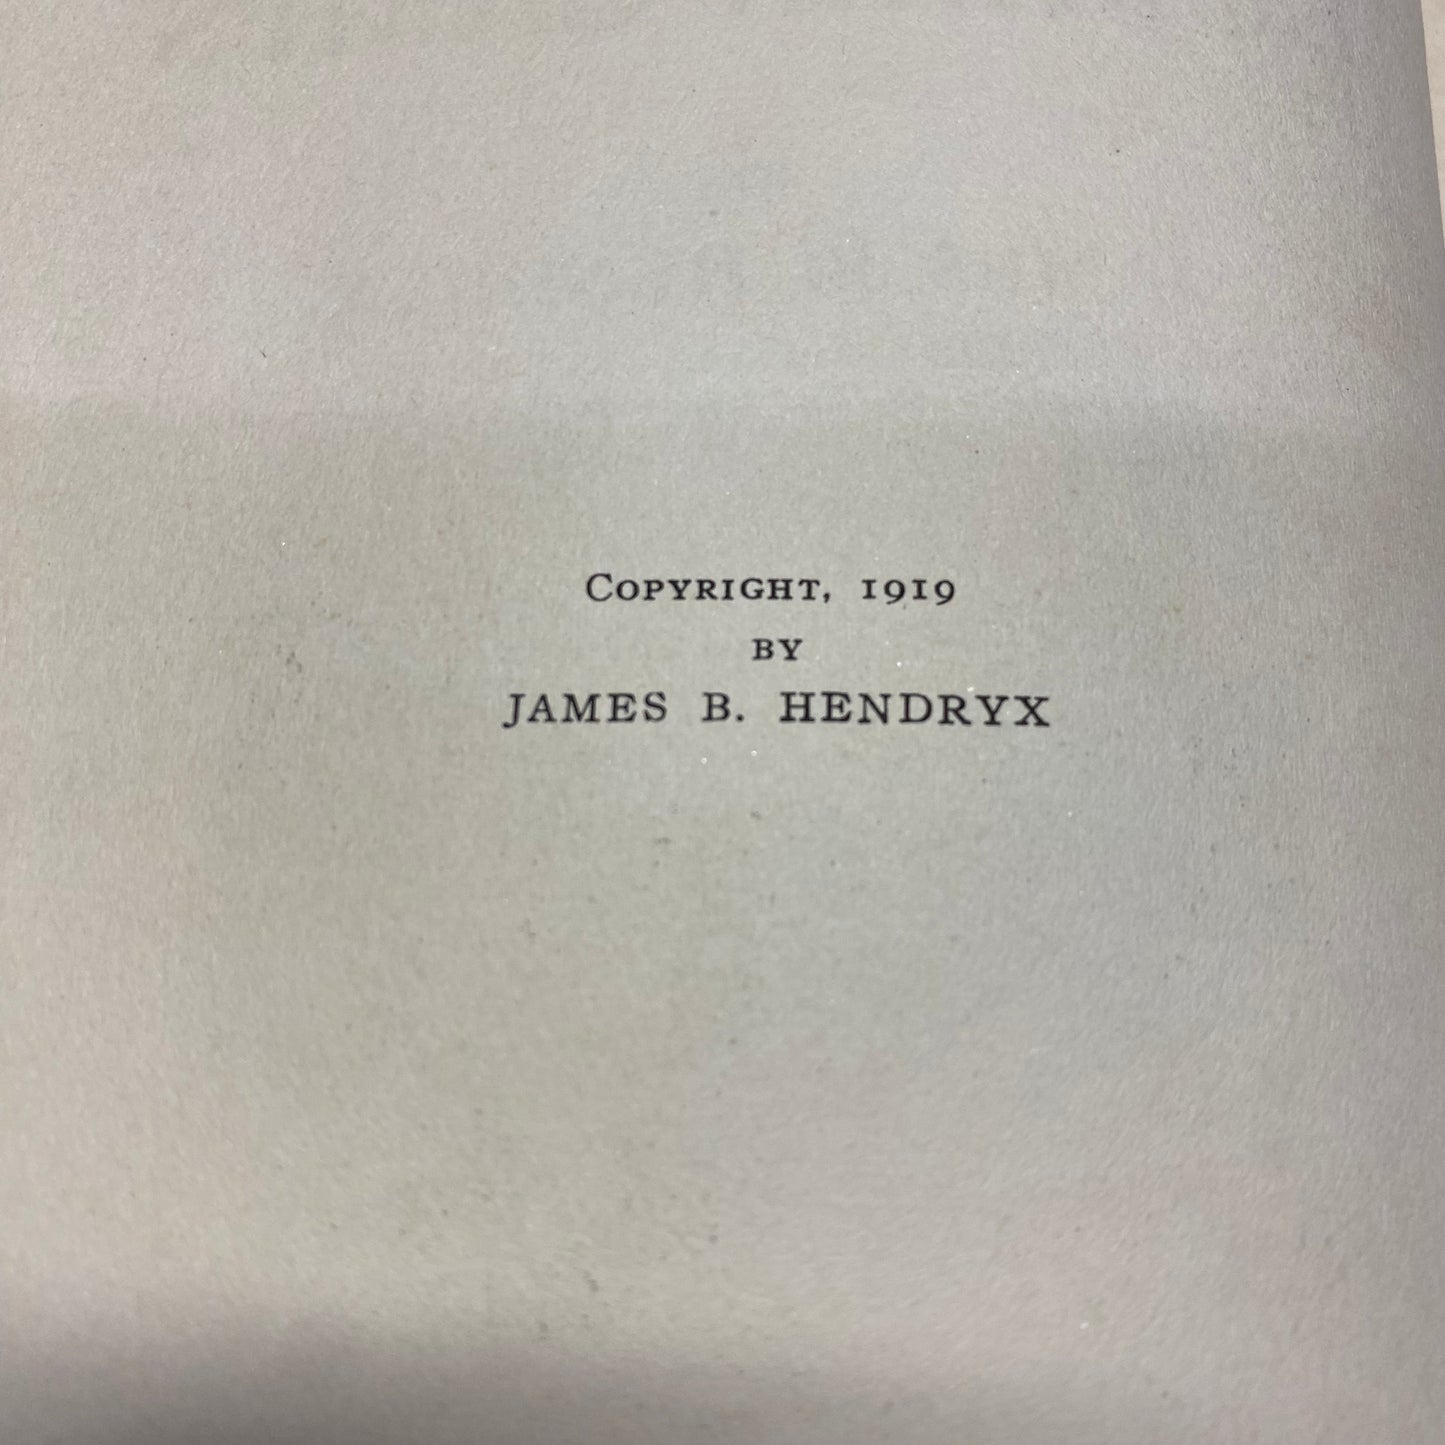 Copyright, 1919
BY
JAMES B. HENDRYX